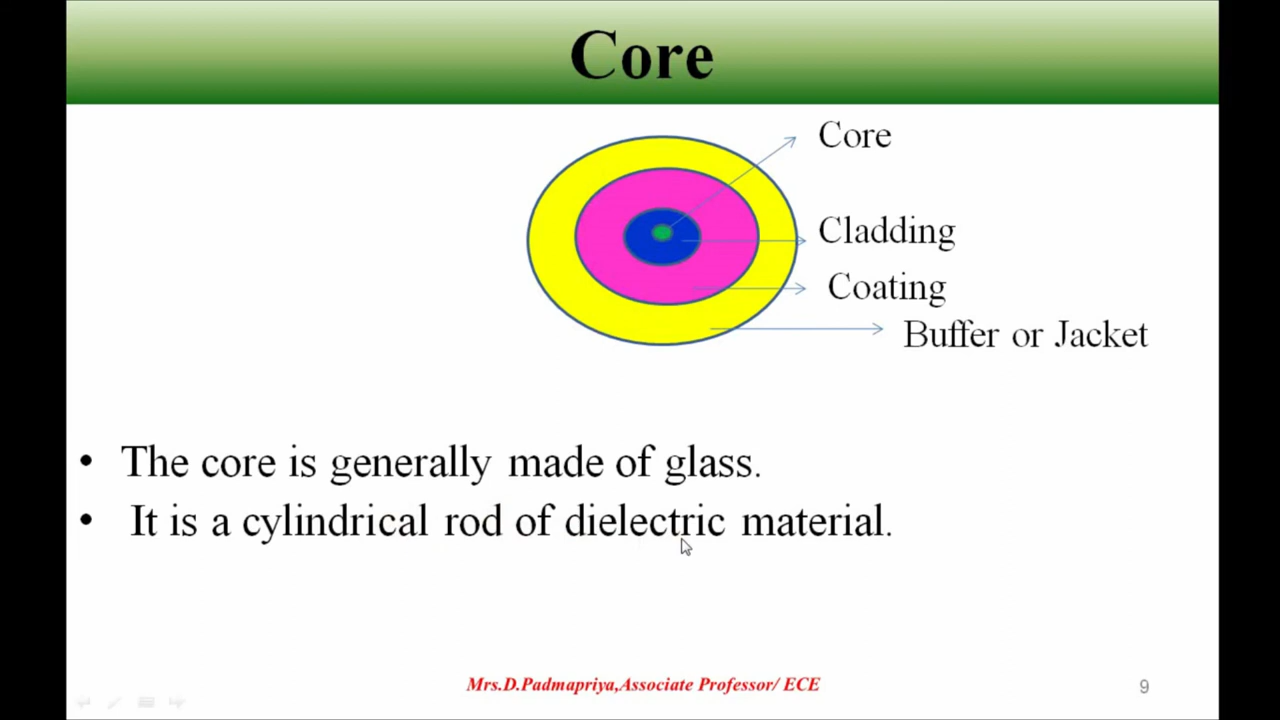 Core
Core
Cladding
Coating
Buffer or Jacket
• The core is generally made of glass.
• It is a cylindrical rod of dielectric material.
Mrs.D.Padmapriya,Associate Professor/ ECE
9